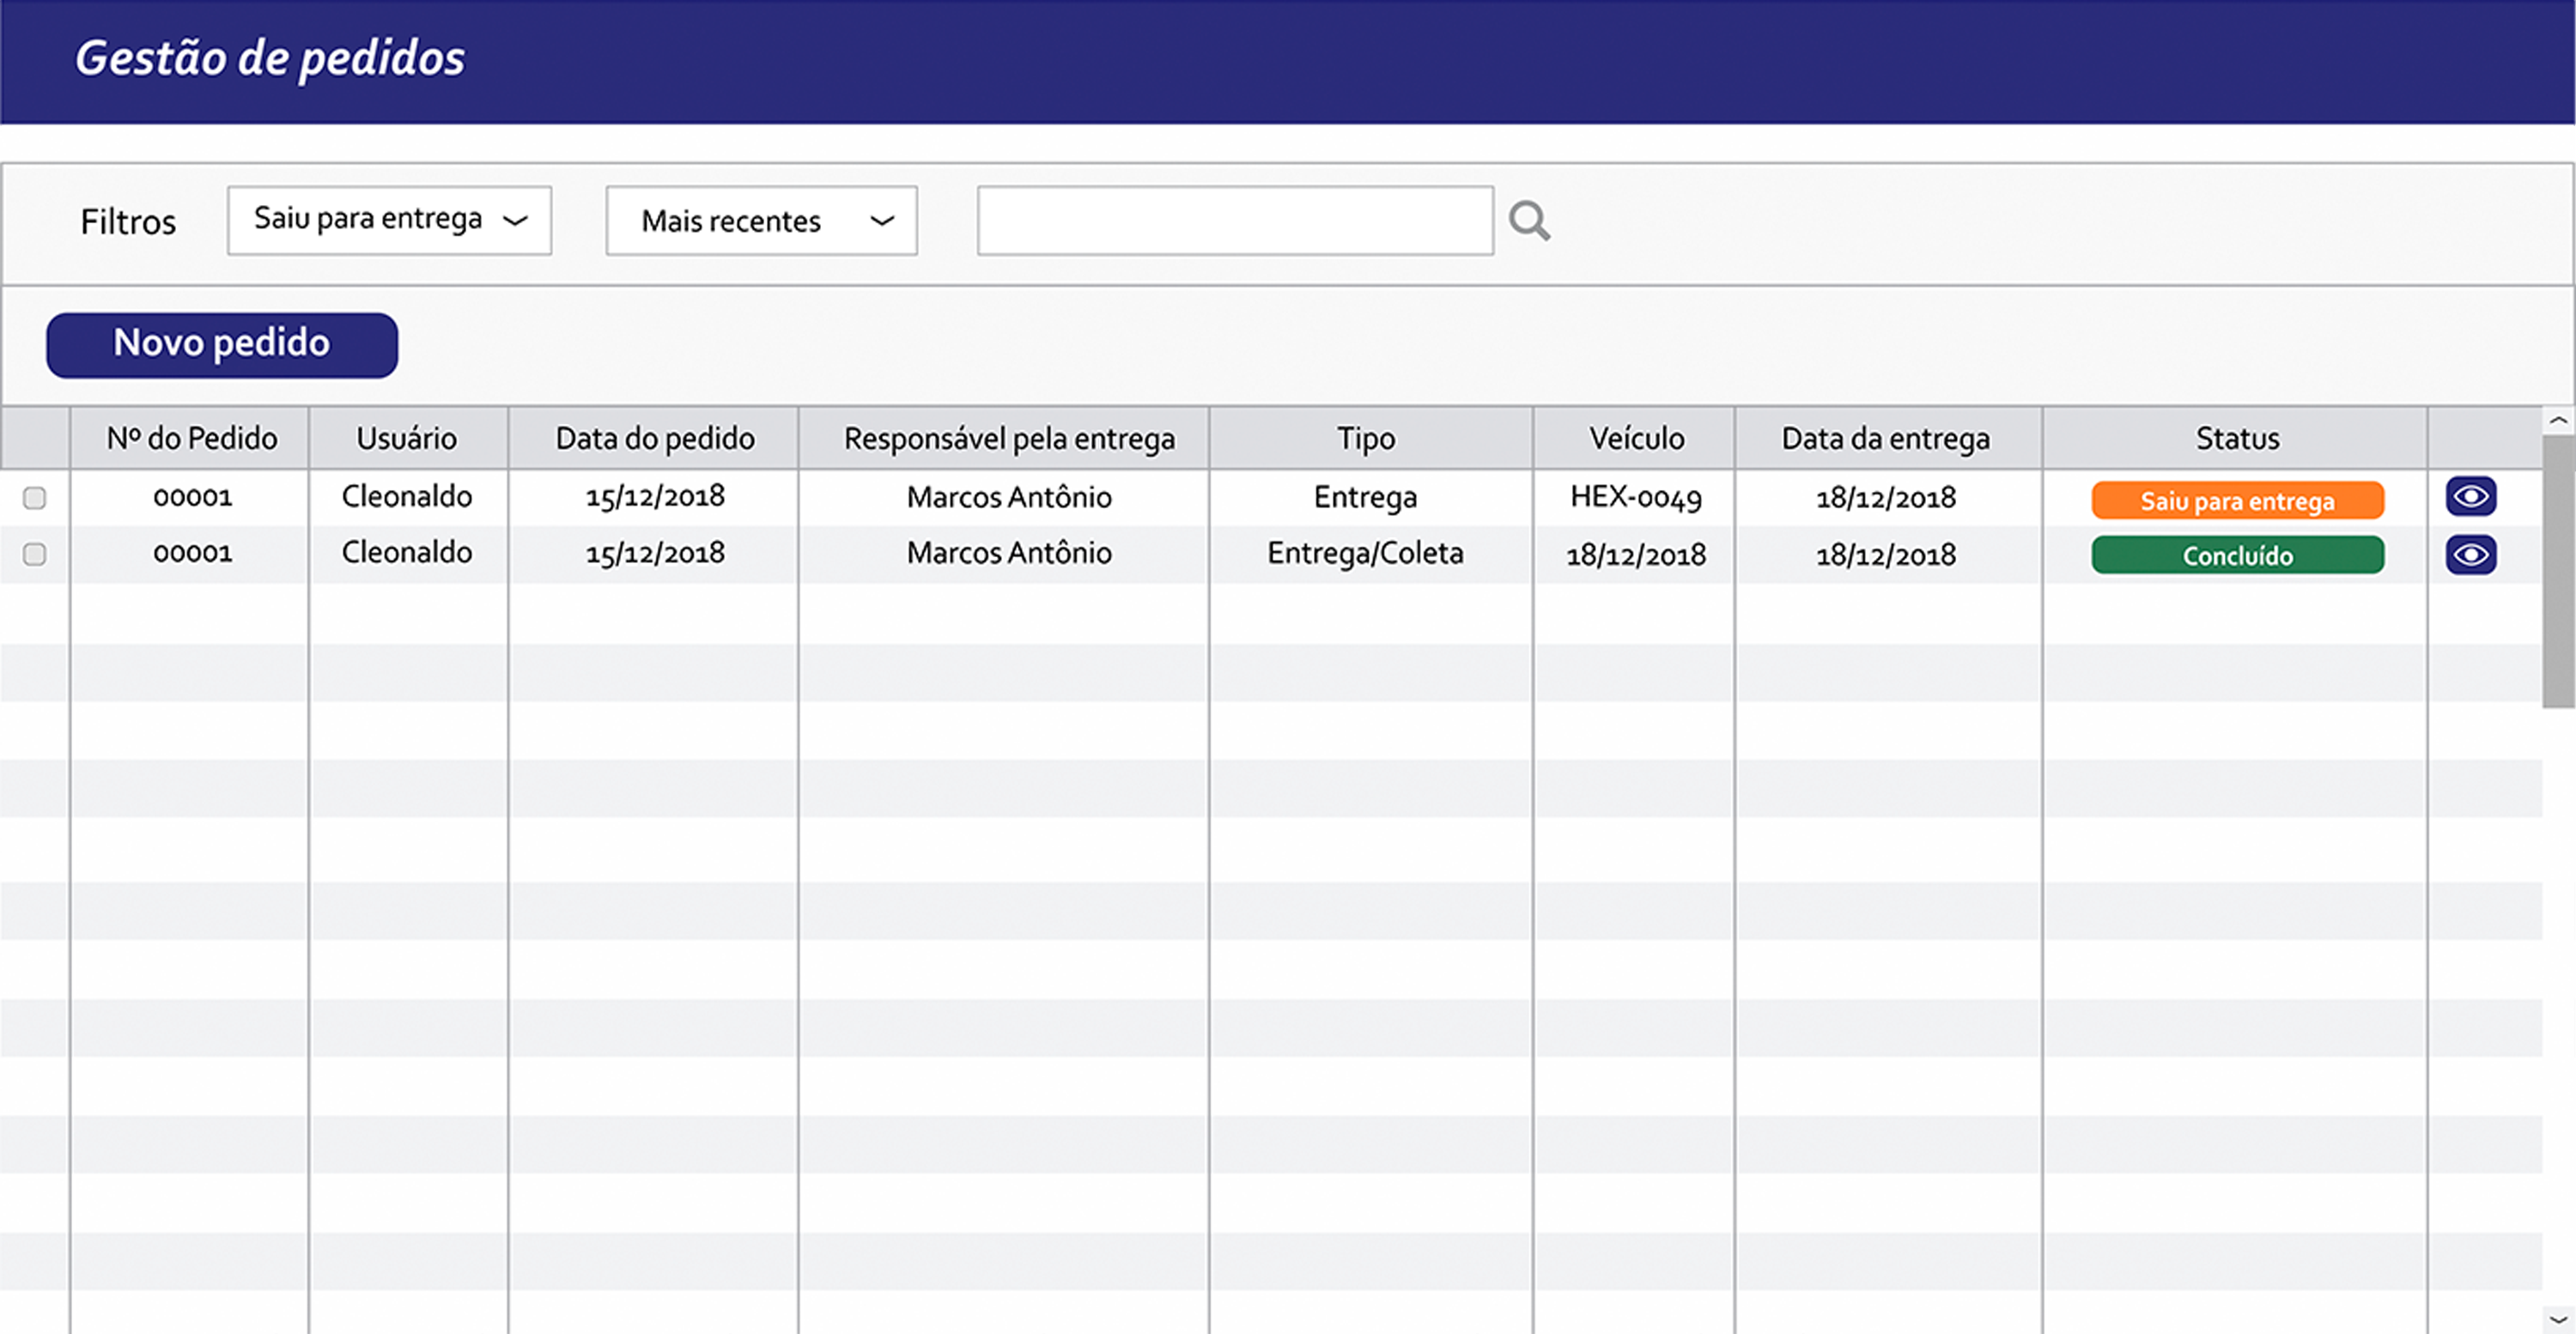 Gestão de pedidos
Filtros Saiu para entrega Mais recentes
Novo pedido
Nº do Pedido Usuário Data do pedido Responsável pela entrega Tipo Veículo Data da entrega Status
00001 Cleonaldo 15/12/2018 Marcos Antônio Entrega HEX-0049 18/12/2018 Saiu para entrega
00001 Cleonaldo 15/12/2018 Marcos Antônio Entrega/Coleta 18/12/2018 18/12/2018 Concluído